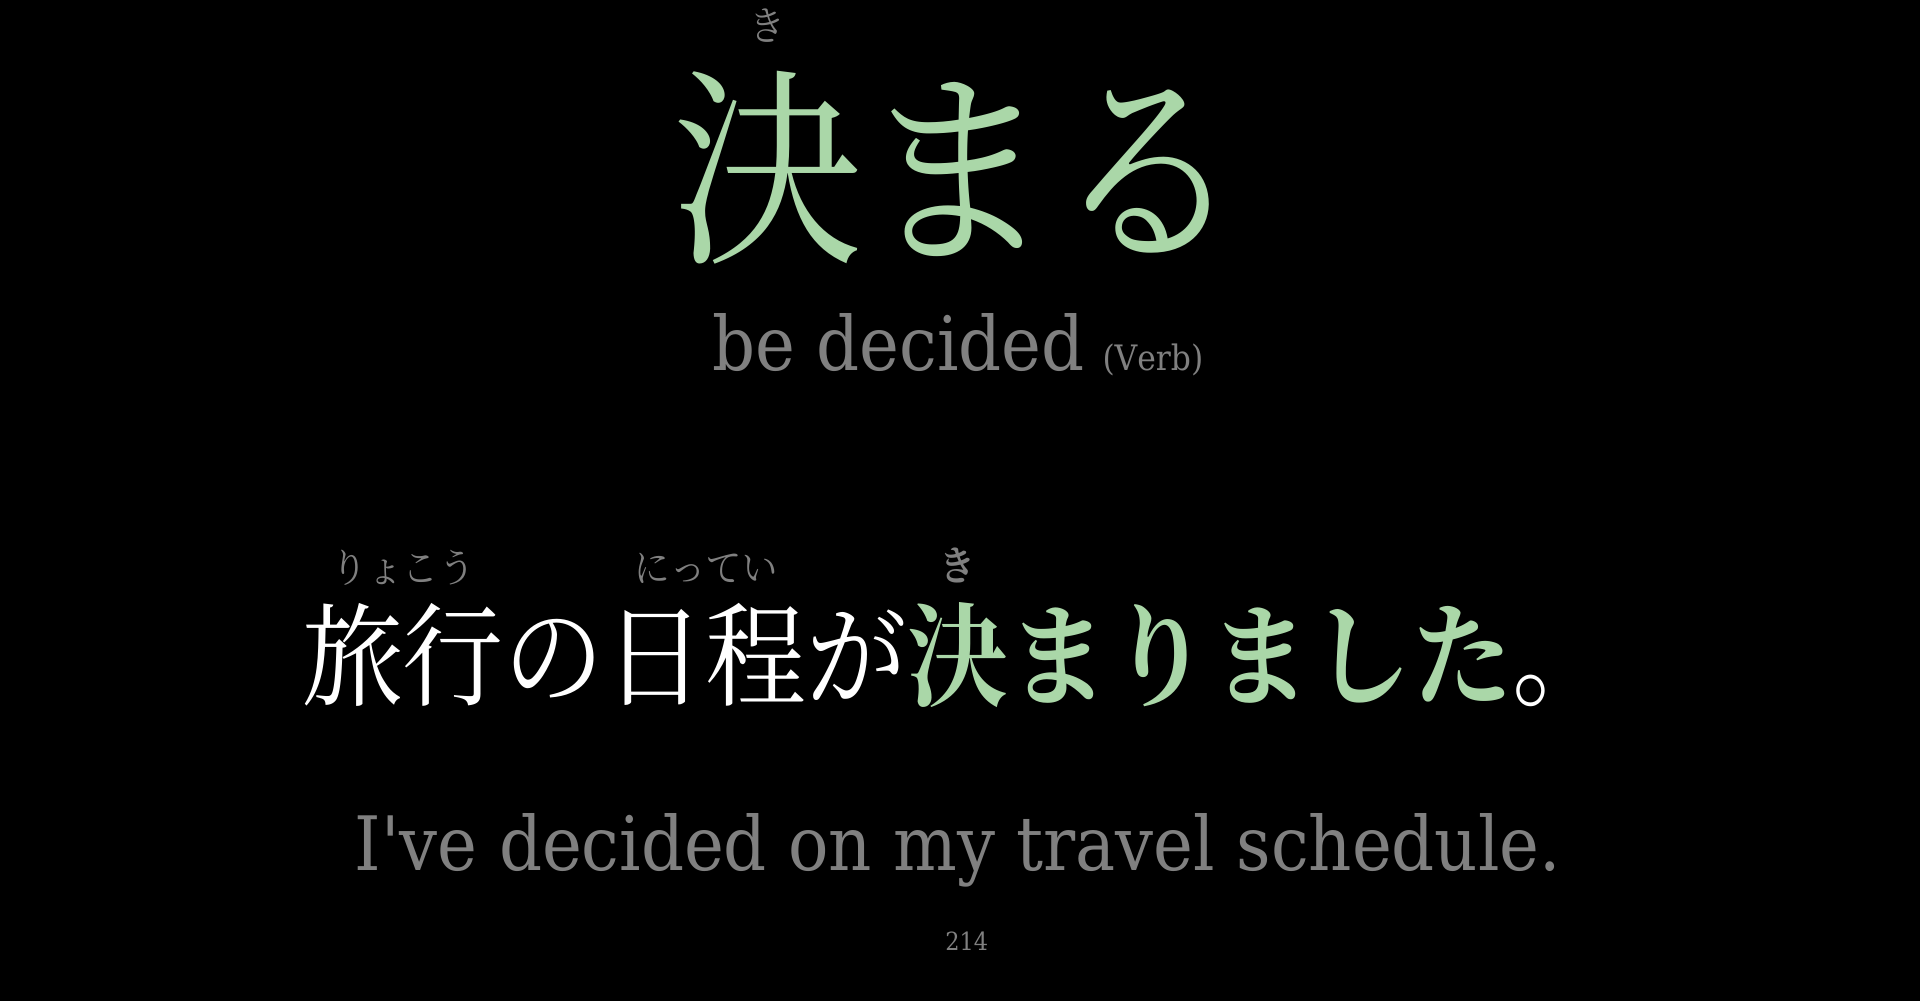 き
決まる
be decided (Verb)
りょこう にってい き
旅行の日程が決まりました。
I've decided on my travel schedule.
214